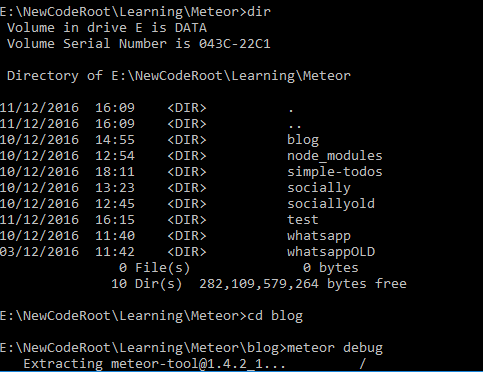 E:\NewCodeRoot\Learning\Meteor>dir
Volume in drive E is DATA
Volume Serial Number is 043C-22C1
Directory of E:\NewCodeRoot\Learning\Meteor
11/12/2016 16:09 <DIR> .
11/12/2016 16:09 <DIR> ..
10/12/2016 14:55 <DIR> blog
10/12/2016 12:54 <DIR> node_modules
10/12/2016 18:11 <DIR> simple-todos
10/12/2016 13:23 <DIR> socially
10/12/2016 12:45 <DIR> sociallyold
11/12/2016 16:15 <DIR> test
10/12/2016 11:40 <DIR> whatsapp
03/12/2016 11:42 <DIR> whatsappOLD
0 File(s) 0 bytes
10 Dir(s) 282,109,579,264 bytes free
E:\NewCodeRoot\Learning\Meteor>cd blog
E:\NewCodeRoot\Learning\Meteor\blog>meteor debug
Extracting meteor-tool@1.4.2_1... /